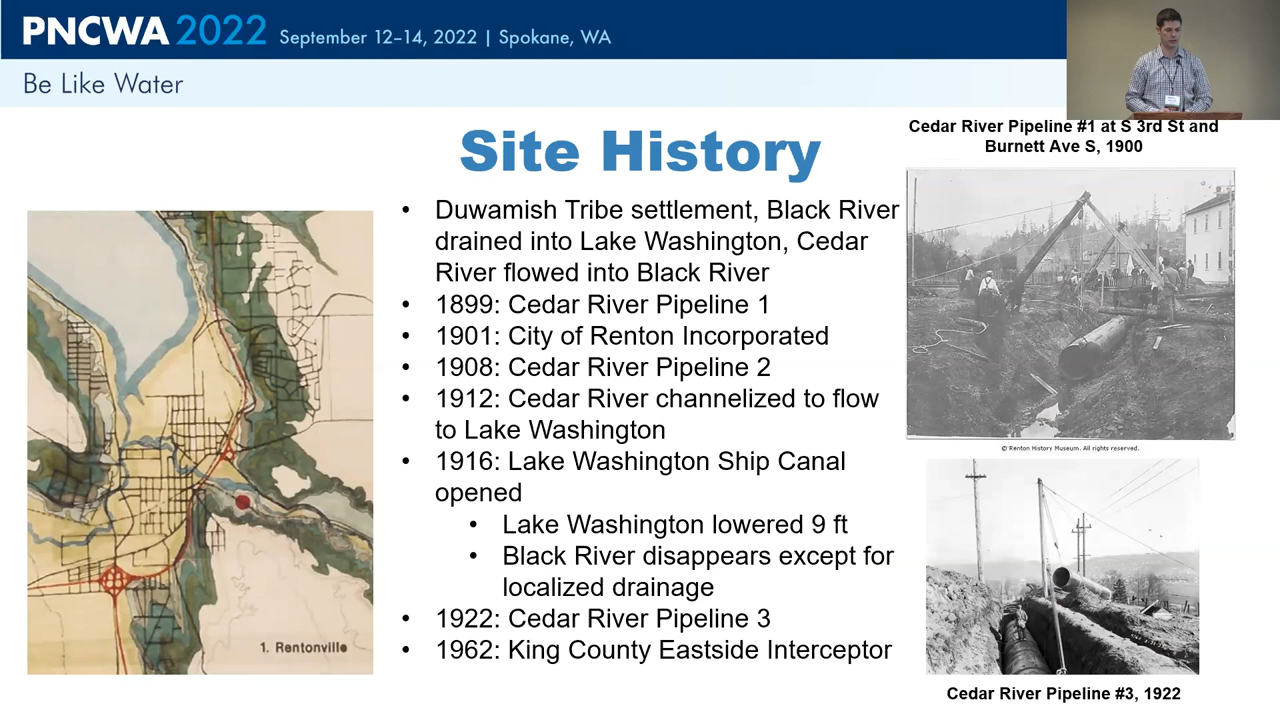 PNCWA 2022 September 12–14, 2022 | Spokane, WA
Be Like Water
Site History
• Duwamish Tribe settlement, Black River
drained into Lake Washington, Cedar
River flowed into Black River
• 1899: Cedar River Pipeline 1
• 1901: City of Renton Incorporated
• 1908: Cedar River Pipeline 2
• 1912: Cedar River channelized to flow
to Lake Washington
• 1916: Lake Washington Ship Canal
opened
• Lake Washington lowered 9 ft
• Black River disappears except for
localized drainage
• 1922: Cedar River Pipeline 3
• 1962: King County Eastside Interceptor
1. Rentonville
Cedar River Pipeline #1 at S 3rd St and
Burnett Ave S, 1900
© Renton History Museum. All rights reserved.
Cedar River Pipeline #3, 1922